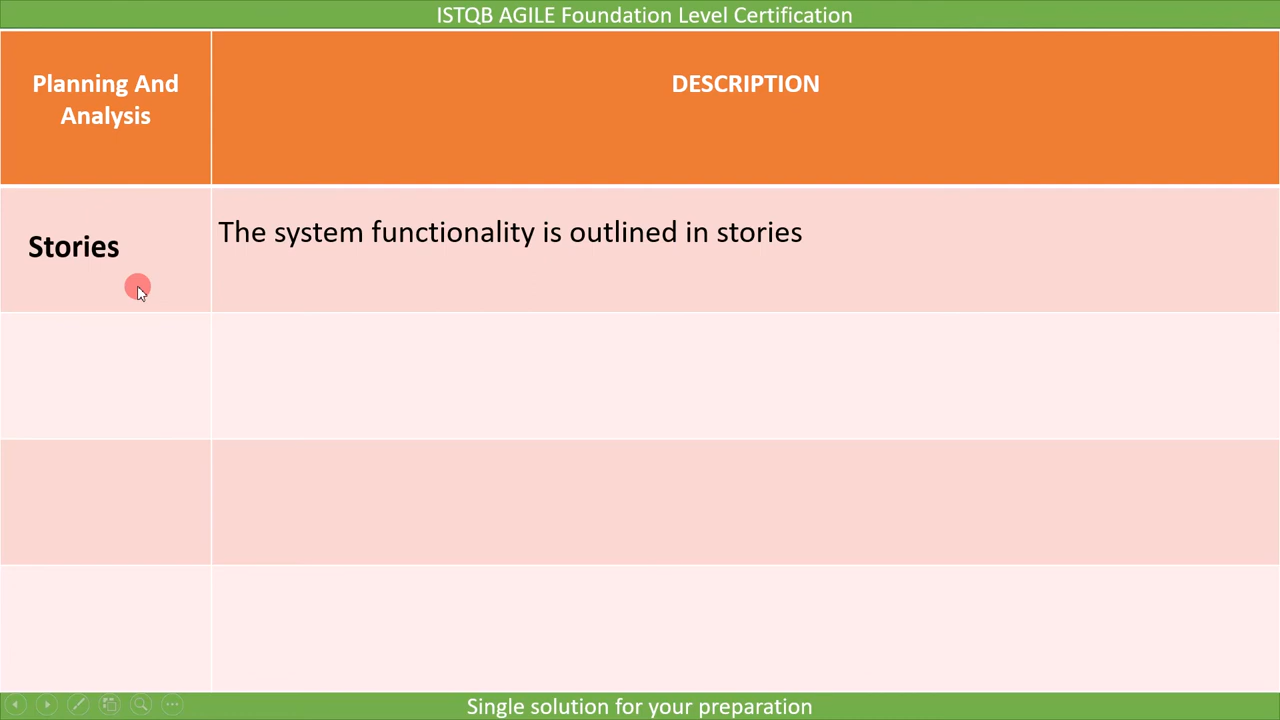 ISTQB AGILE Foundation Level Certification
Planning And
Analysis
DESCRIPTION
Stories
The system functionality is outlined in stories
Single solution for your preparation